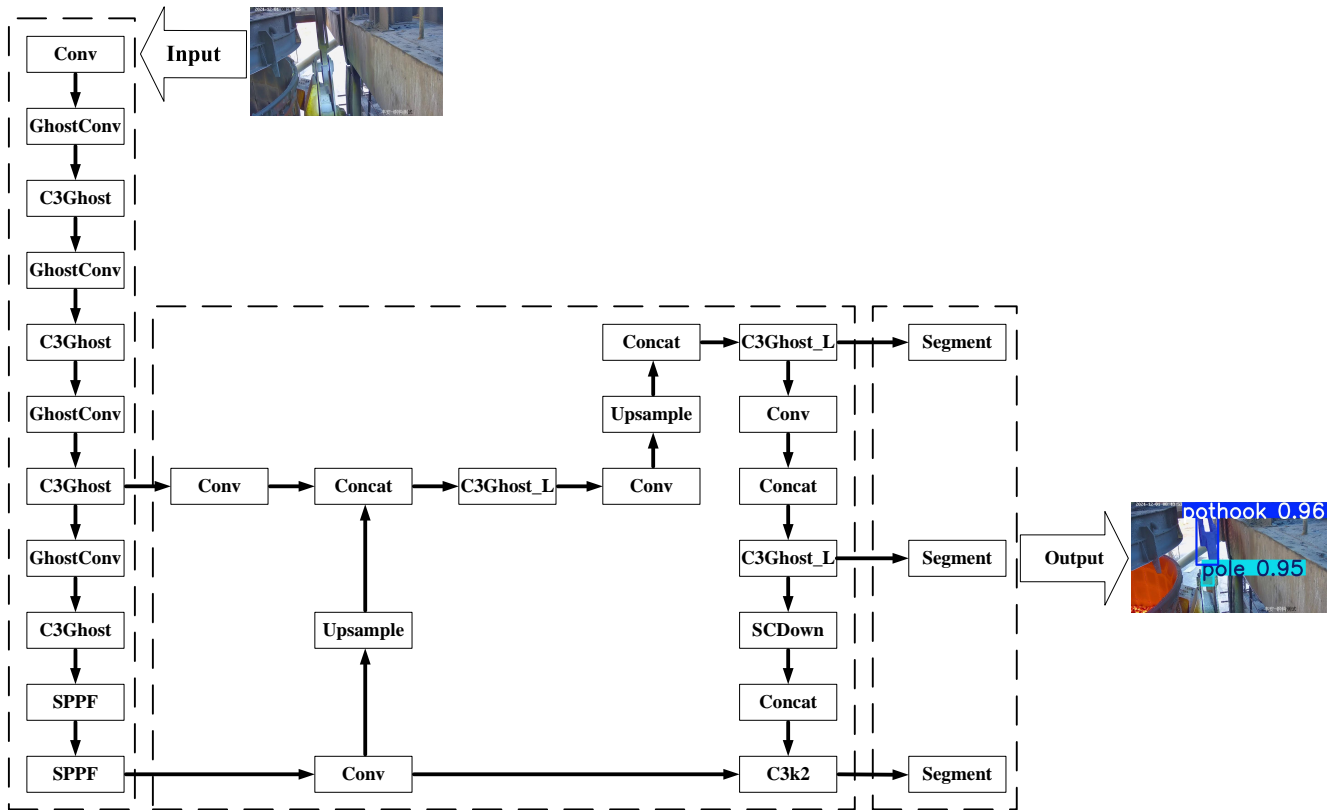 Input
Conv
GhostConv
C3Ghost
GhostConv
C3Ghost
GhostConv
C3Ghost
GhostConv
C3Ghost
SPPF
SPPF
Conv
Concat
C3Ghost_L
Conv
Upsample
Concat
Upsample
Conv
C3Ghost_L
Conv
Concat
C3Ghost_L
SCDown
Concat
C3k2
Segment
Segment
Segment
Output
pothook 0.96
pole 0.95